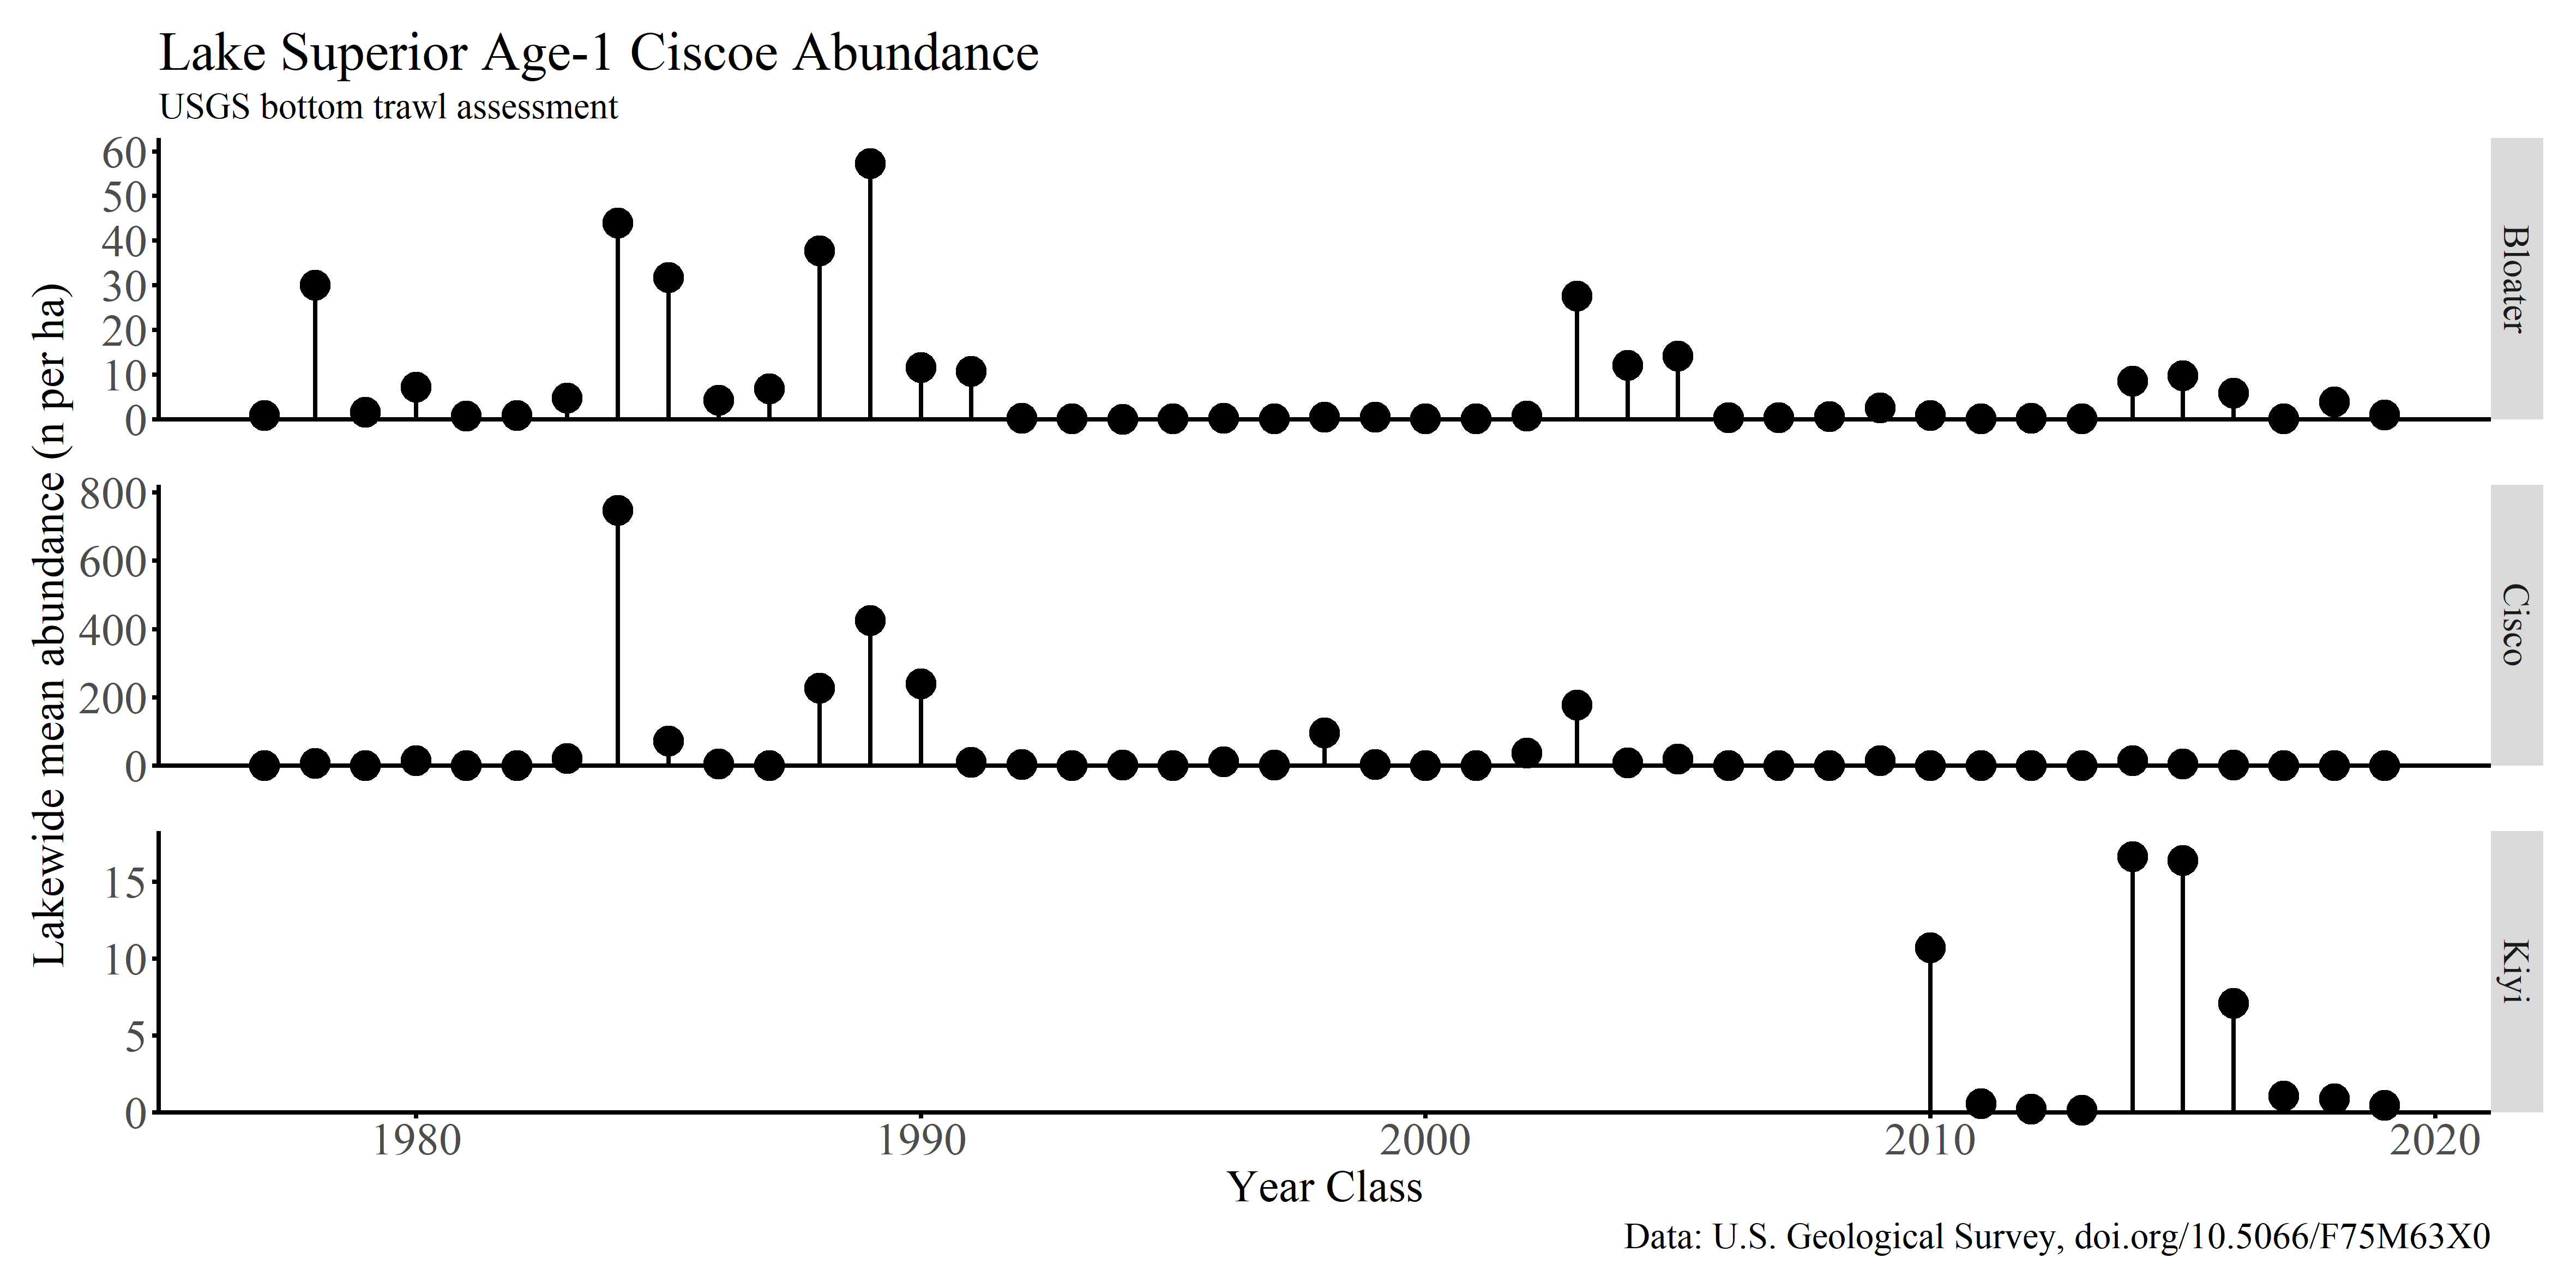 Lake Superior Age-1 Ciscoe Abundance
USGS bottom trawl assessment
Lakewide mean abundance (n per ha)
60
50
40
30
20
10
0
Bloater
800
600
400
200
0
Cisco
15
10
5
0
Kiyi
1980 1990 2000 2010 2020
Year Class
Data: U.S. Geological Survey, doi.org/10.5066/F75M63X0